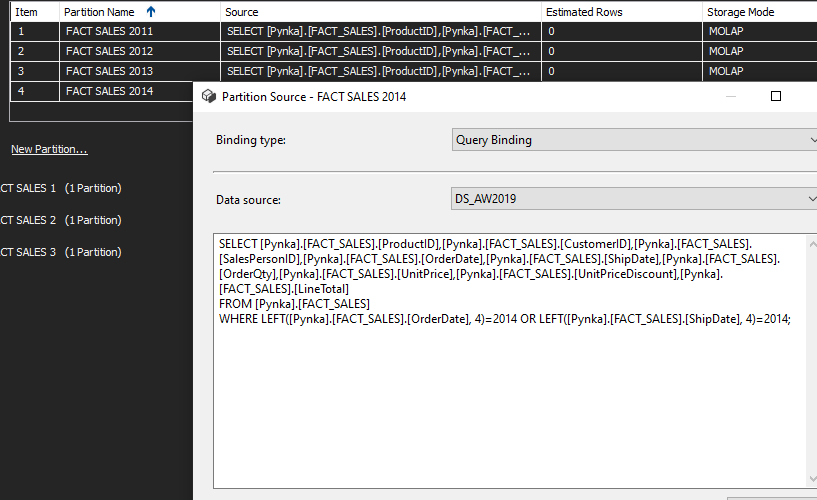 Item Partition Name Source Estimated Rows Storage Mode
1 FACT SALES 2011 SELECT [Pynka].[FACT_SALES].[ProductID],[Pynka].[FACT_... 0 MOLAP
2 FACT SALES 2012 SELECT [Pynka].[FACT_SALES].[ProductID],[Pynka].[FACT_... 0 MOLAP
3 FACT SALES 2013 SELECT [Pynka].[FACT_SALES].[ProductID],[Pynka].[FACT_... 0 MOLAP
4 FACT SALES 2014
Partition Source - FACT SALES 2014
New Partition...
Binding type: Query Binding
CT SALES 1 (1 Partition)
Data source: DS_AW2019
CT SALES 2 (1 Partition)
CT SALES 3 (1 Partition)
SELECT [Pynka].[FACT_SALES].[ProductID],[Pynka].[FACT_SALES].[CustomerID],[Pynka].[FACT_SALES].
[SalesPersonID],[Pynka].[FACT_SALES].[OrderDate],[Pynka].[FACT_SALES].[ShipDate],[Pynka].[FACT_SALES].
[OrderQty],[Pynka].[FACT_SALES].[UnitPrice],[Pynka].[FACT_SALES].[UnitPriceDiscount],[Pynka].
[FACT_SALES].[LineTotal]
FROM [Pynka].[FACT_SALES]
WHERE LEFT([Pynka].[FACT_SALES].[OrderDate], 4)=2014 OR LEFT([Pynka].[FACT_SALES].[ShipDate], 4)=2014;